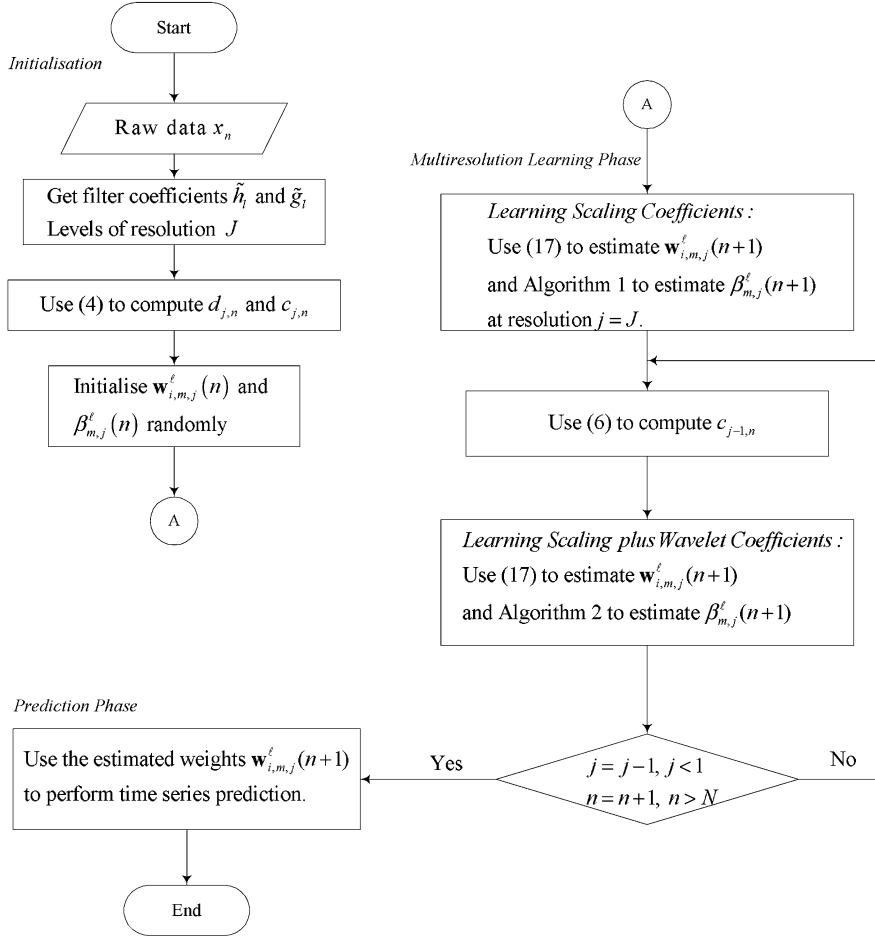 Start
Initialisation
Raw data xₙ
Get filter coefficients h̃ₗ and g̃ₗ
Levels of resolution J
Use (4) to compute d_{j,n} and c_{j,n}
Initialise w^ℓ_{i,m,j}(n) and
β^ℓ_{m,j}(n) randomly
A
A
Multiresolution Learning Phase
Learning Scaling Coefficients :
Use (17) to estimate w^ℓ_{i,m,j}(n+1)
and Algorithm 1 to estimate β^ℓ_{m,j}(n+1)
at resolution j = J.
Use (6) to compute c_{j−1,n}
Learning Scaling plus Wavelet Coefficients :
Use (17) to estimate w^ℓ_{i,m,j}(n+1)
and Algorithm 2 to estimate β^ℓ_{m,j}(n+1)
j = j−1, j < 1
n = n+1, n > N
Yes
No
Prediction Phase
Use the estimated weights w^ℓ_{i,m,j}(n+1)
to perform time series prediction.
End